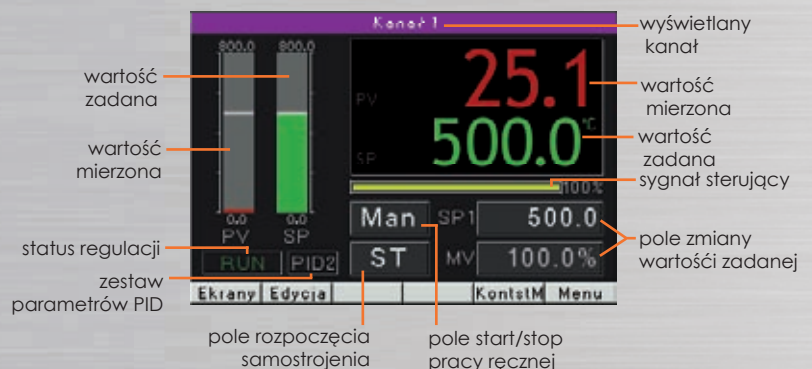 Kanał 1
wyświetlany
kanał
800.0 800.0
wartość
zadana
wartość
mierzona
PV 25.1
wartość
mierzona
SP 500.0 °C
wartość
zadana
100%
sygnał sterujący
0.0 0.0
PV SP
Man SP1 500.0
ST MV 100.0%
pole zmiany
wartośći zadanej
status regulacji
RUN PID2
zestaw
parametrów PID
Ekrany Edycja KontstM Menu
pole rozpoczęcia
samostrojenia
pole start/stop
pracy recznej